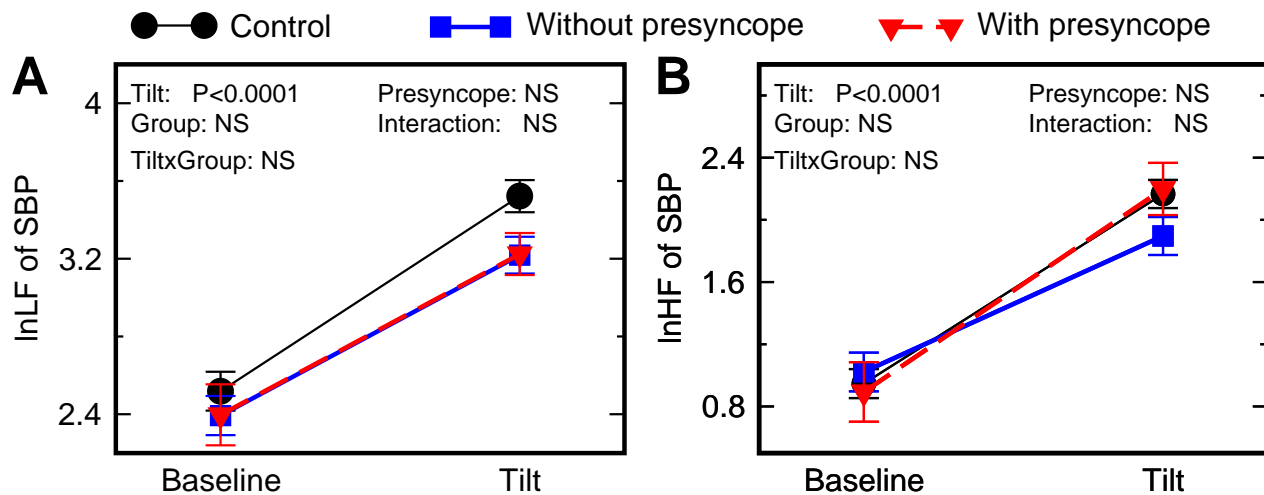 Control Without presyncope With presyncope
A
Tilt: P<0.0001 Presyncope: NS
Group: NS Interaction: NS
TiltxGroup: NS
lnLF of SBP
4
3.2
2.4
Baseline Tilt
B
Tilt: P<0.0001 Presyncope: NS
Group: NS Interaction: NS
TiltxGroup: NS
lnHF of SBP
2.4
1.6
0.8
Baseline Tilt